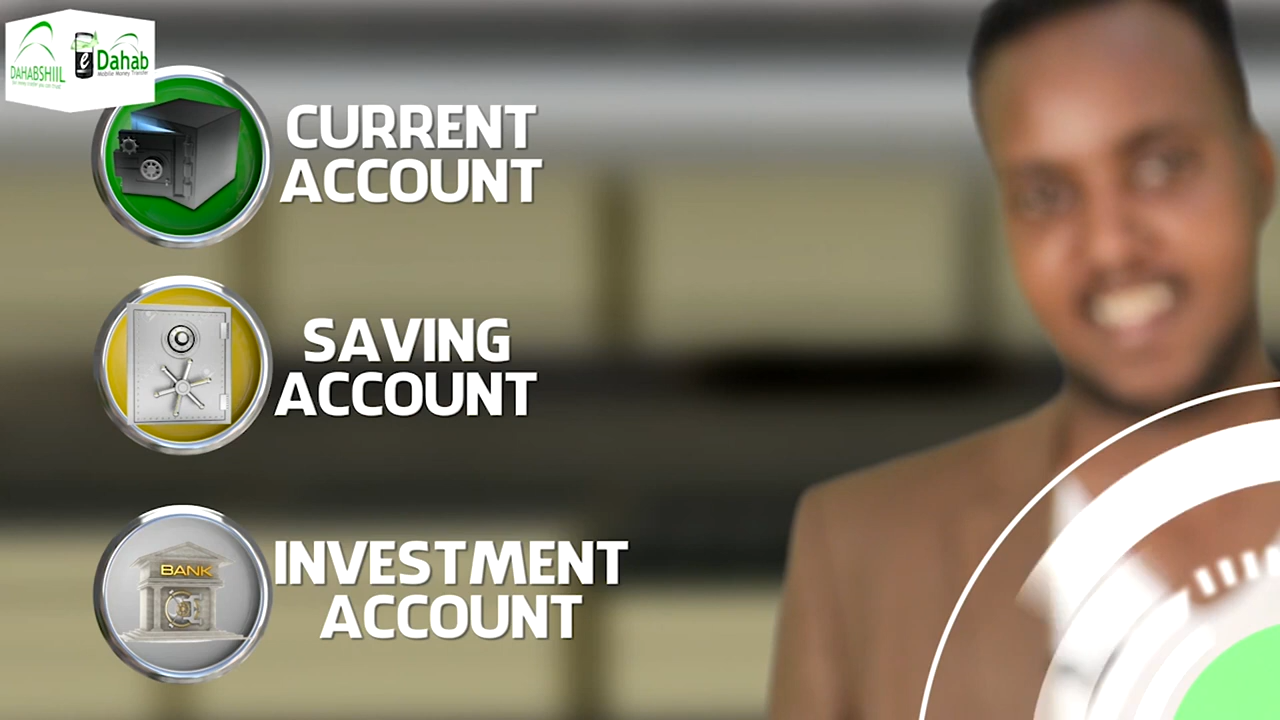 DAHABSHIIL
e Dahab
Mobile Money Transfer
CURRENT
ACCOUNT
SAVING
ACCOUNT
INVESTMENT
ACCOUNT
BANK